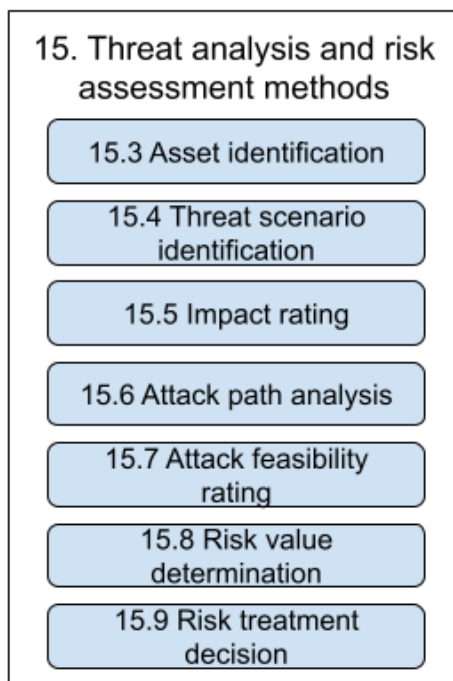 15. Threat analysis and risk
assessment methods
15.3 Asset identification
15.4 Threat scenario
identification
15.5 Impact rating
15.6 Attack path analysis
15.7 Attack feasibility
rating
15.8 Risk value
determination
15.9 Risk treatment
decision